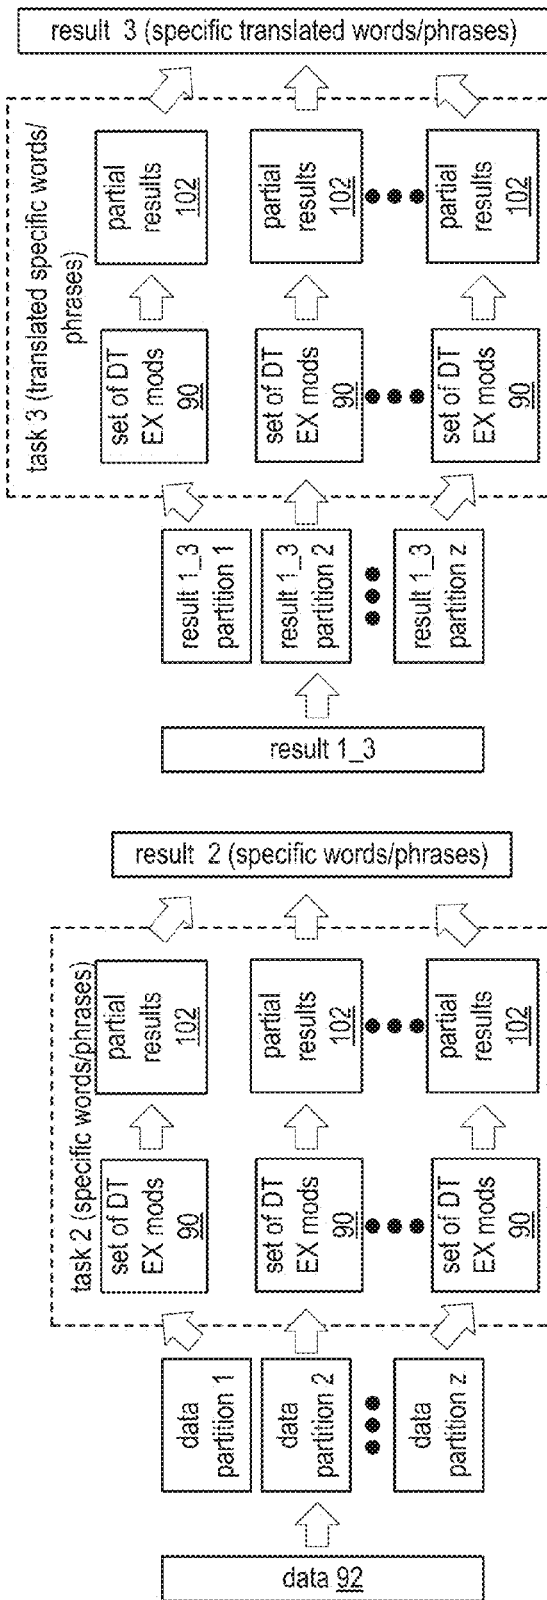 data 92
data
partition 1
data
partition 2
data
partition z
task 2 (specific words/phrases)
set of DT
EX mods
90
partial
results
102
set of DT
EX mods
90
partial
results
102
set of DT
EX mods
90
partial
results
102
result 2 (specific words/phrases)
result 1_3
result 1_3
partition 1
result 1_3
partition 2
result 1_3
partition z
task 3 (translated specific words/
phrases)
set of DT
EX mods
90
partial
results
102
set of DT
EX mods
90
partial
results
102
set of DT
EX mods
90
partial
results
102
result 3 (specific translated words/phrases)